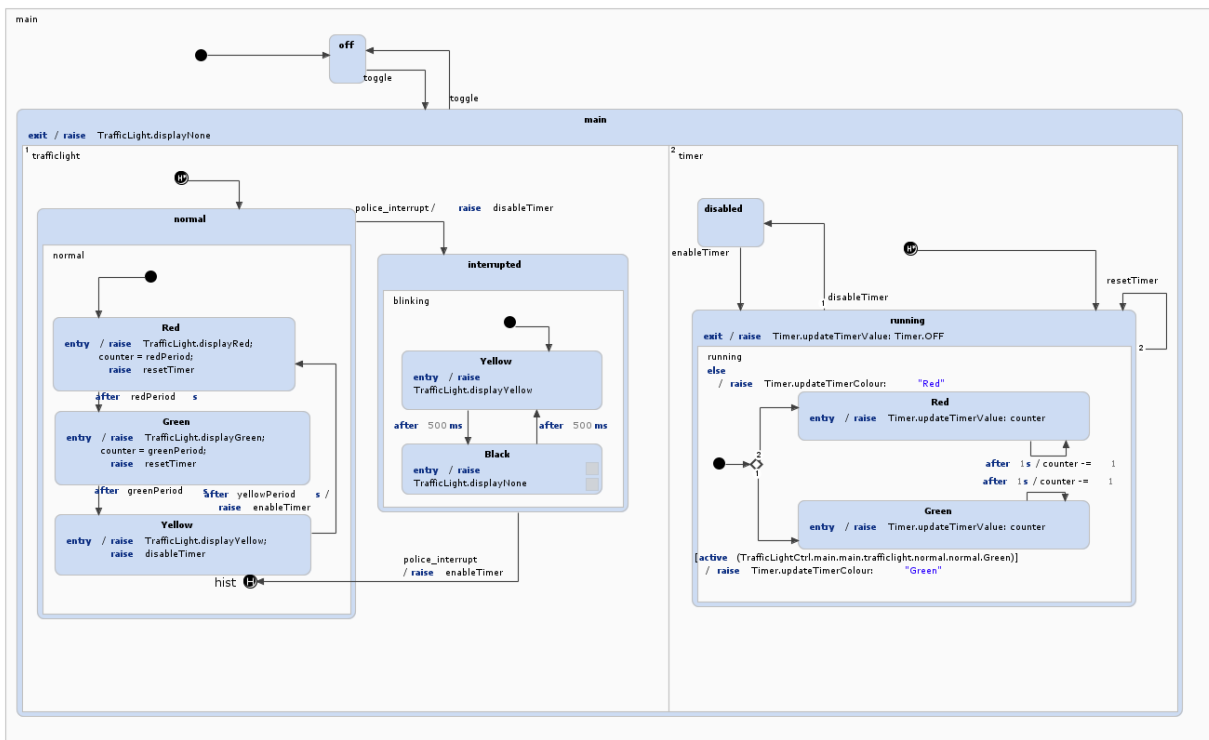 main
off
toggle
toggle
main
exit / raise TrafficLight.displayNone
1 trafficlight
H*
normal
police_interrupt / raise disableTimer
normal
Red
entry / raise TrafficLight.displayRed;
counter = redPeriod;
raise resetTimer
after redPeriod s
Green
entry / raise TrafficLight.displayGreen;
counter = greenPeriod;
raise resetTimer
after greenPeriod s
after yellowPeriod s /
raise enableTimer
Yellow
entry / raise TrafficLight.displayYellow;
raise disableTimer
hist H
interrupted
blinking
Yellow
entry / raise
TrafficLight.displayYellow
after 500 ms
after 500 ms
Black
entry / raise
TrafficLight.displayNone
police_interrupt
/ raise enableTimer
2 timer
disabled
enableTimer
H*
resetTimer
disableTimer
1
2
running
exit / raise Timer.updateTimerValue: Timer.OFF
running
else
/ raise Timer.updateTimerColour: "Red"
Red
entry / raise Timer.updateTimerValue: counter
2
1
after 1 s / counter -= 1
after 1 s / counter -= 1
Green
entry / raise Timer.updateTimerValue: counter
[active (TraficLightCtrl.main.main.trafficlight.normal.normal.Green)]
/ raise Timer.updateTimerColour: "Green"